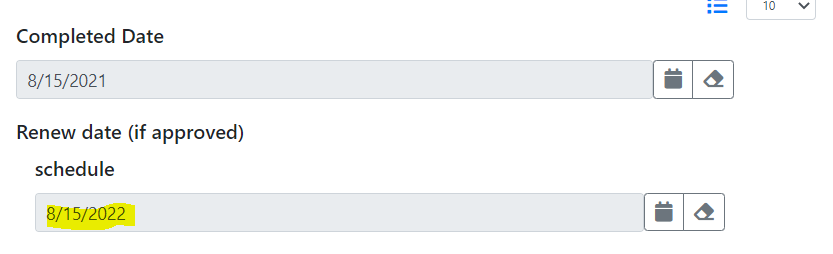 10
Completed Date
8/15/2021
Renew date (if approved)
schedule
8/15/2022